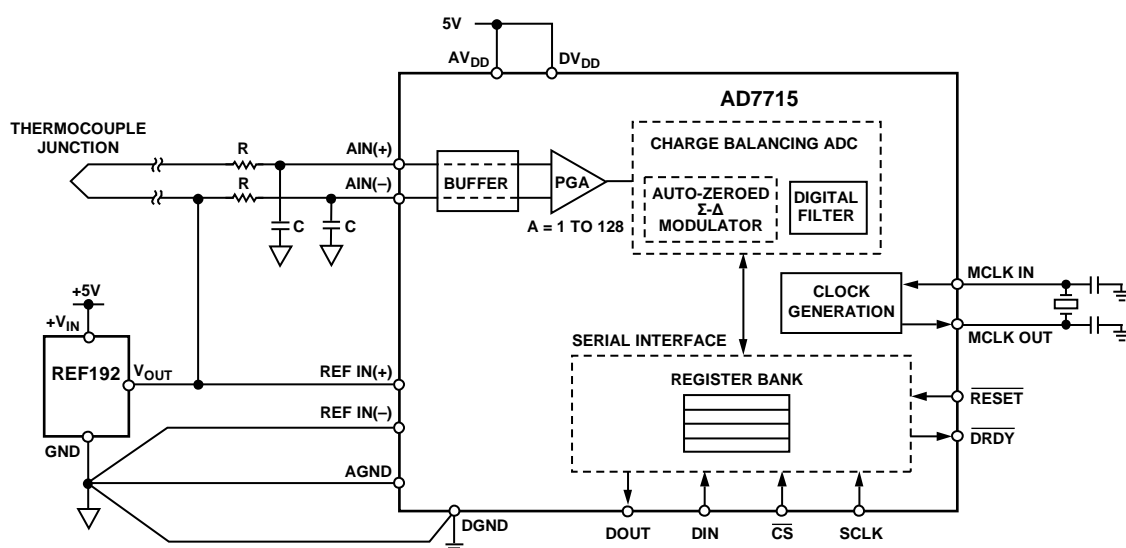 5V
AVDD
DVDD
AD7715
THERMOCOUPLE
JUNCTION
R
AIN(+)
CHARGE BALANCING ADC
R
AIN(–)
BUFFER
PGA
AUTO-ZEROED
Σ-Δ
MODULATOR
DIGITAL
FILTER
C
C
A = 1 TO 128
+5V
MCLK IN
+VIN
CLOCK
GENERATION
MCLK OUT
SERIAL INTERFACE
REF192
VOUT
REF IN(+)
REGISTER BANK
RESET
REF IN(–)
DRDY
GND
AGND
DGND
DOUT
DIN
CS
SCLK